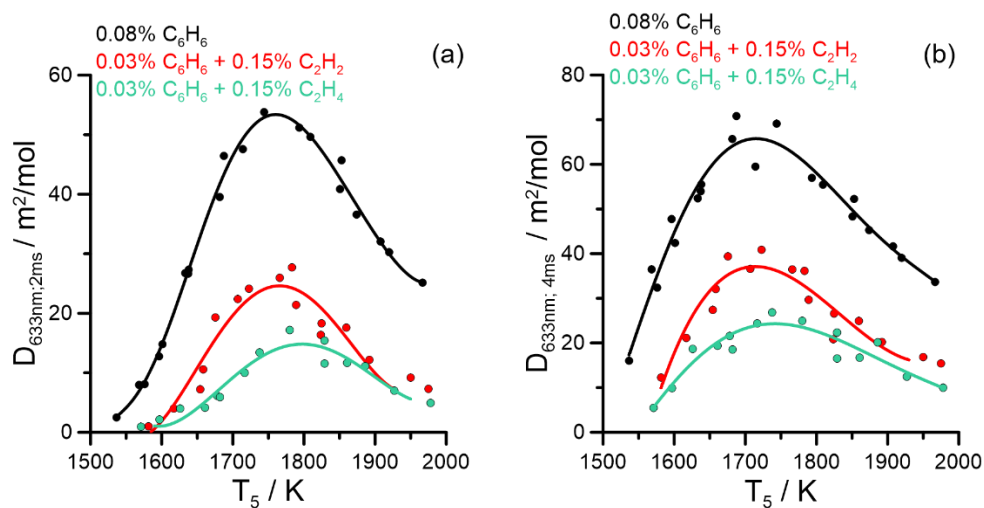 0.08% C₆H₆
0.03% C₆H₆ + 0.15% C₂H₂
0.03% C₆H₆ + 0.15% C₂H₄
(a)
D₆₃₃ₙₘ;₂ₘₛ / m²/mol
60
40
20
0
1500 1600 1700 1800 1900 2000
T₅ / K
0.08% C₆H₆
0.03% C₆H₆ + 0.15% C₂H₂
0.03% C₆H₆ + 0.15% C₂H₄
(b)
D₆₃₃ₙₘ; ₄ₘₛ / m²/mol
80
60
40
20
0
1500 1600 1700 1800 1900 2000
T₅ / K